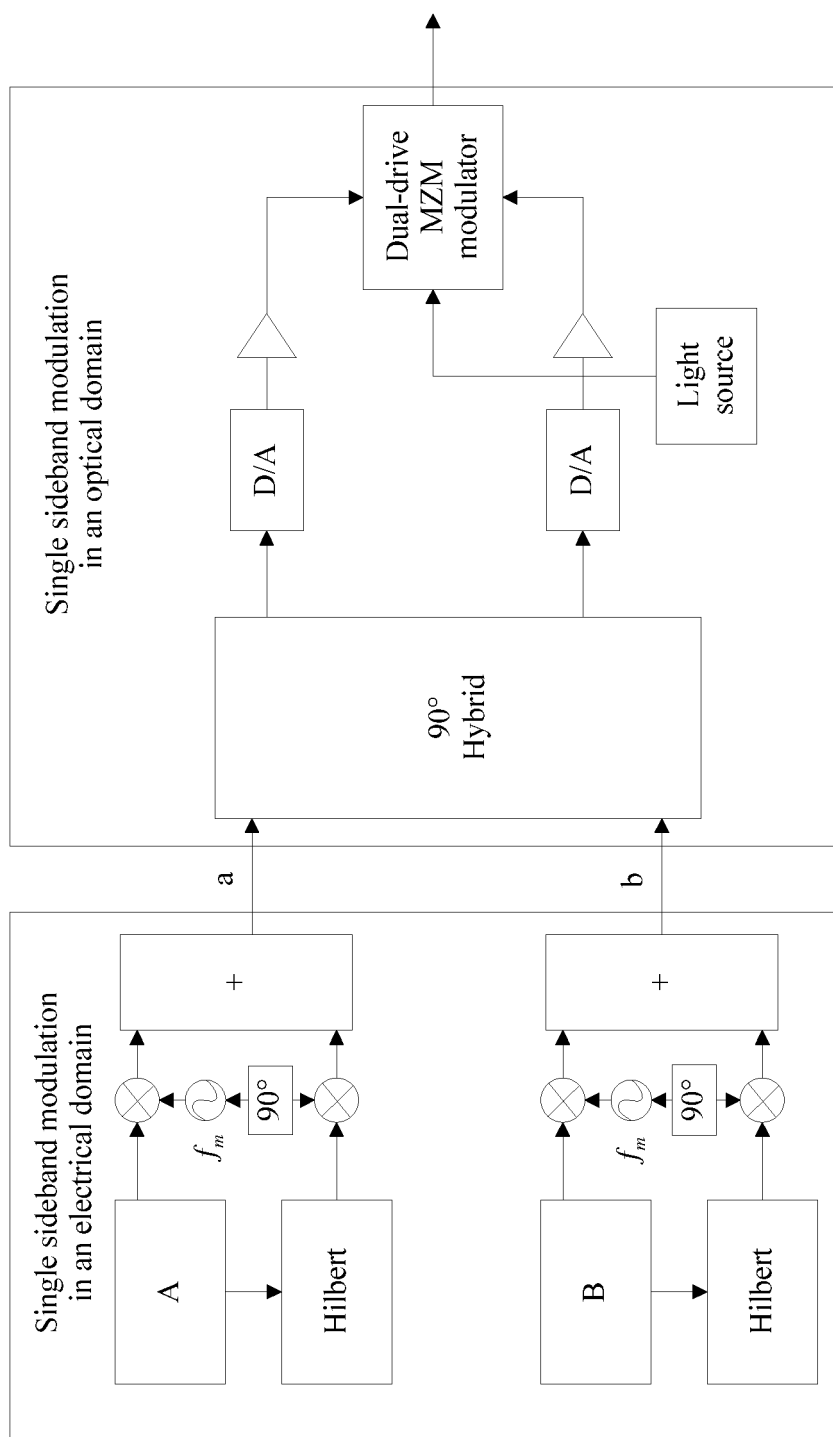 Single sideband modulation
in an electrical domain
A
Hilbert
f_m
90°
+
a
B
Hilbert
f_m
90°
+
b
Single sideband modulation
in an optical domain
90°
Hybrid
D/A
D/A
Light
source
Dual-drive
MZM
modulator